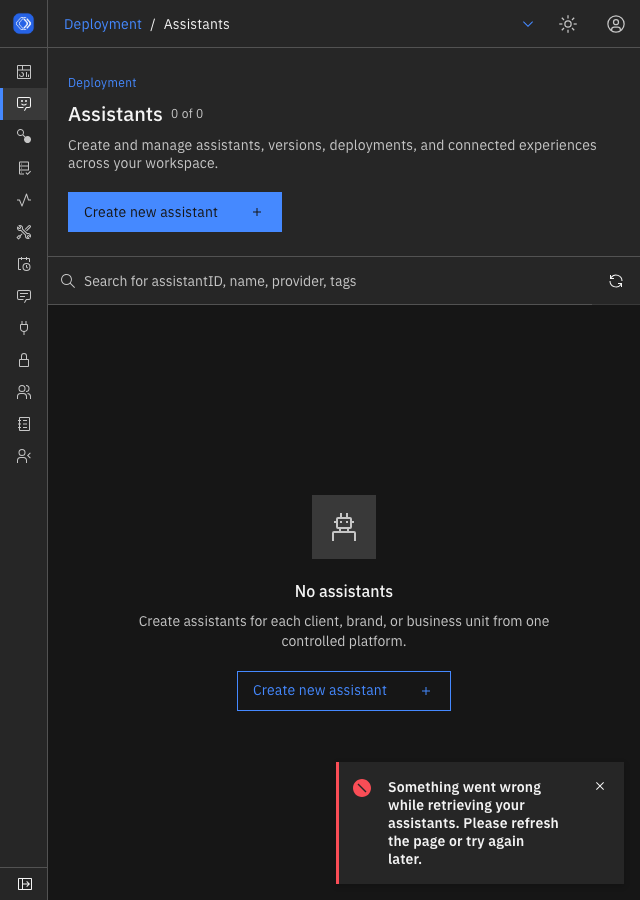 Deployment / Assistants
Deployment
Assistants 0 of 0
Create and manage assistants, versions, deployments, and connected experiences
across your workspace.
Create new assistant
Search for assistantID, name, provider, tags
No assistants
Create assistants for each client, brand, or business unit from one
controlled platform.
Create new assistant
Something went wrong
while retrieving your
assistants. Please refresh
the page or try again
later.